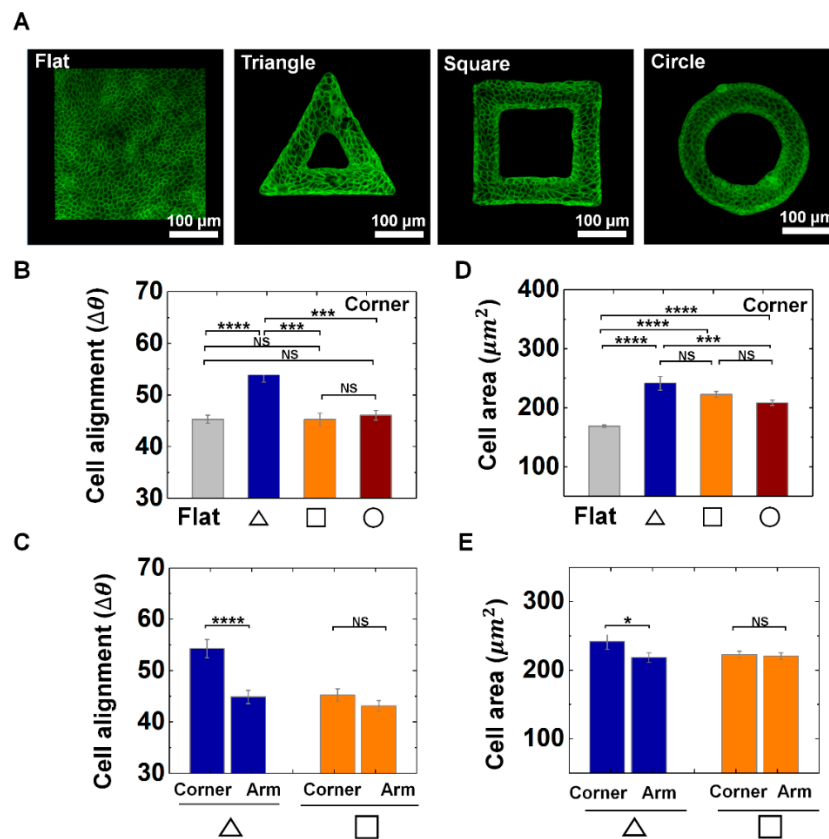 A
Flat
Triangle
Square
Circle
100 μm
100 μm
100 μm
100 μm
B
Cell alignment (Δθ)
70
60
50
40
30
Corner
****
***
***
NS
NS
NS
Flat △ □ ○
D
Cell area (μm²)
400
300
200
100
Corner
****
****
****
***
NS
NS
Flat △ □ ○
C
Cell alignment (Δθ)
70
60
50
40
30
****
NS
Corner Arm Corner Arm
△ □
E
Cell area (μm²)
300
200
100
*
NS
Corner Arm Corner Arm
△ □